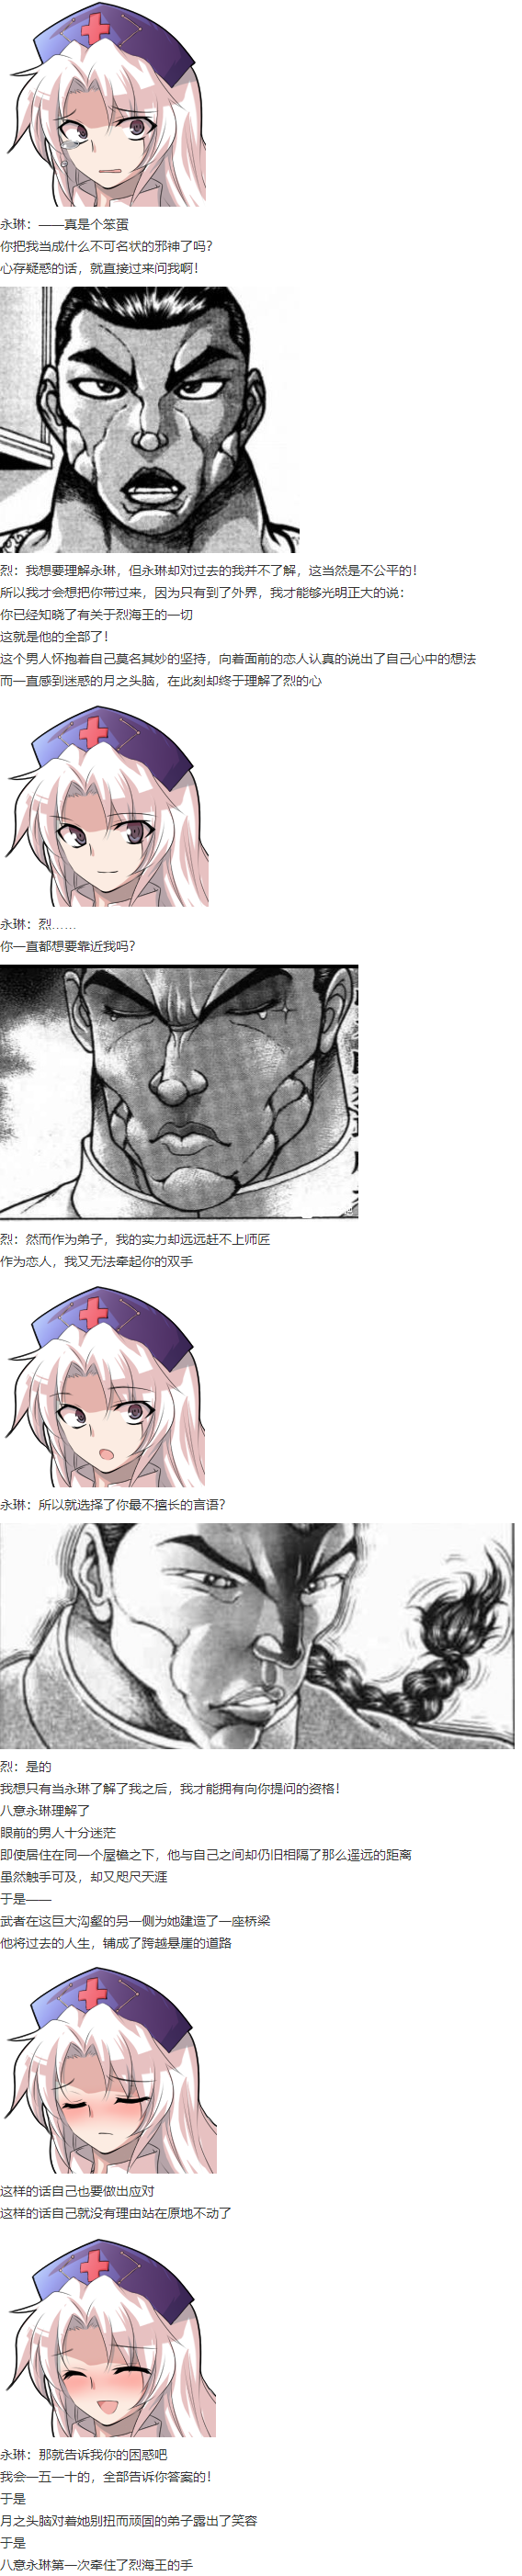 永琳：——真是个笨蛋
你把我当成什么不可名状的邪神了吗？
心存疑惑的话，就直接过来问我啊！
烈：我想要理解永琳，但永琳却对过去的我并不了解，这当然是不公平的！
所以我才会想把你带过来，因为只有到了外界，我才能够光明正大的说：
你已经知晓了有关于烈海王的一切
这就是他的全部了！
这个男人怀抱着自己莫名其妙的坚持，向着面前的恋人认真的说出了自己心中的想法
而一直感到迷惑的月之头脑，在此刻却终于理解了烈的心
永琳：烈……
你一直都想要靠近我吗？
烈：然而作为弟子，我的实力却远远赶不上师匠
作为恋人，我又无法牵起你的双手
永琳：所以就选择了你最不擅长的言语？
烈：是的
我想只有当永琳了解了我之后，我才能拥有向你提问的资格！
八意永琳理解了
眼前的男人十分迷茫
即使居住在同一个屋檐之下，他与自己之间却仍旧相隔了那么遥远的距离
虽然触手可及，却又咫尺天涯
于是——
武者在这巨大沟壑的另一侧为她建造了一座桥梁
他将过去的人生，铺成了跨越悬崖的道路
这样的话自己也要做出应对
这样的话自己就没有理由站在原地不动了
永琳：那就告诉我你的困惑吧
我会一五一十的，全部告诉你答案的！
于是
月之头脑对着她别扭而顽固的弟子露出了笑容
于是
八意永琳第一次牵住了烈海王的手